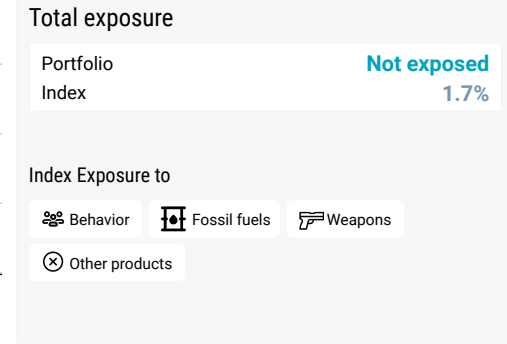 Total exposure
Portfolio Not exposed
Index 1.7%
Index Exposure to
Behavior Fossil fuels Weapons
Other products